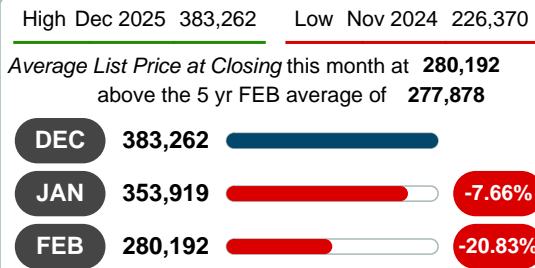 High Dec 2025 383,262 Low Nov 2024 226,370
Average List Price at Closing this month at 280,192
above the 5 yr FEB average of 277,878
DEC 383,262
JAN 353,919 -7.66%
FEB 280,192 -20.83%